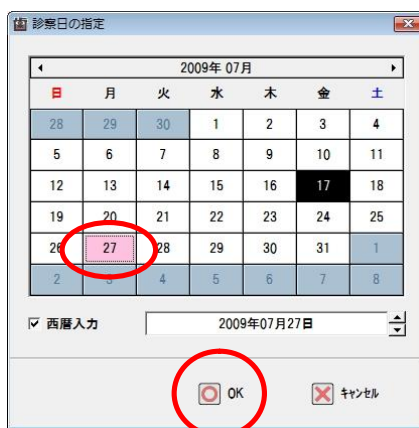 診察日の指定
2009年 07月
日 月 火 水 木 金 土
28 29 30 1 2 3 4
5 6 7 8 9 10 11
12 13 14 15 16 17 18
19 20 21 22 23 24 25
26 27 28 29 30 31 1
2 3 4 5 6 7 8
西暦入力 2009年07月27日
OK キャンセル